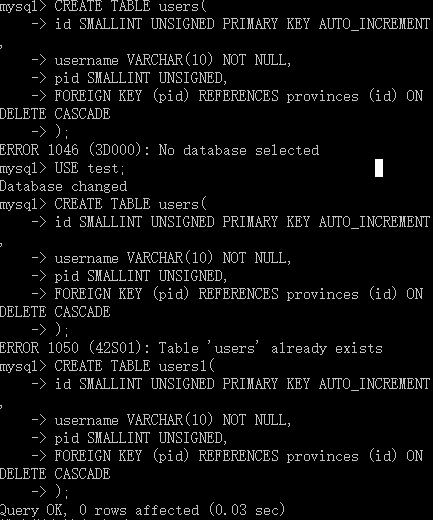 mysql> CREATE TABLE users(
    -> id SMALLINT UNSIGNED PRIMARY KEY AUTO_INCREMENT
,
    -> username VARCHAR(10) NOT NULL,
    -> pid SMALLINT UNSIGNED,
    -> FOREIGN KEY (pid) REFERENCES provinces (id) ON
DELETE CASCADE
    -> );
ERROR 1046 (3D000): No database selected
mysql> USE test;
Database changed
mysql> CREATE TABLE users(
    -> id SMALLINT UNSIGNED PRIMARY KEY AUTO_INCREMENT
,
    -> username VARCHAR(10) NOT NULL,
    -> pid SMALLINT UNSIGNED,
    -> FOREIGN KEY (pid) REFERENCES provinces (id) ON
DELETE CASCADE
    -> );
ERROR 1050 (42S01): Table 'users' already exists
mysql> CREATE TABLE users1(
    -> id SMALLINT UNSIGNED PRIMARY KEY AUTO_INCREMENT
,
    -> username VARCHAR(10) NOT NULL,
    -> pid SMALLINT UNSIGNED,
    -> FOREIGN KEY (pid) REFERENCES provinces (id) ON
DELETE CASCADE
    -> );
Query OK, 0 rows affected (0.03 sec)